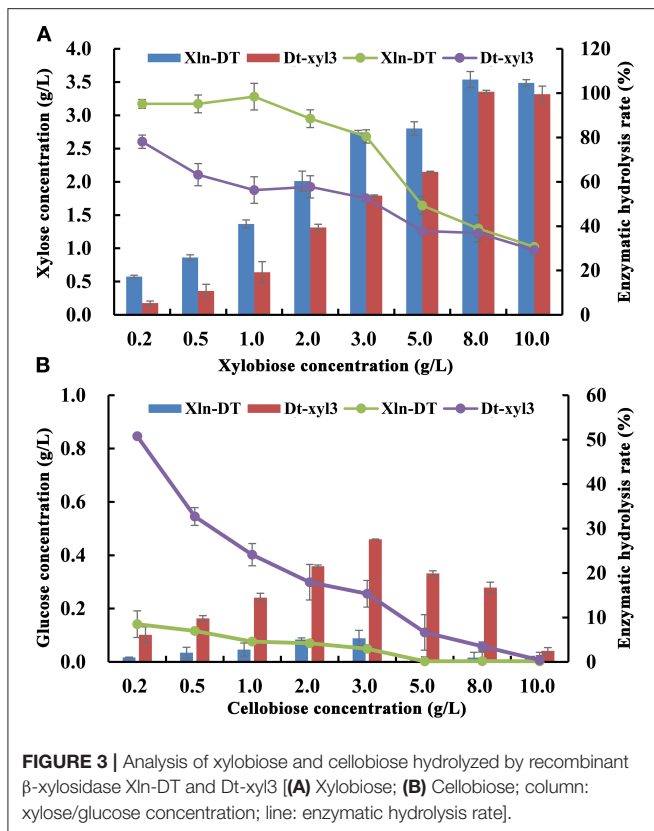 A
Xln-DT Dt-xyl3 Xln-DT Dt-xyl3
Xylose concentration (g/L)
4.0
3.5
3.0
2.5
2.0
1.5
1.0
0.5
0.0
120
100
80
60
40
20
0
Enzymatic hydrolysis rate (%)
0.2 0.5 1.0 2.0 3.0 5.0 8.0 10.0
Xylobiose concentration (g/L)
B
Xln-DT Dt-xyl3 Xln-DT Dt-xyl3
Glucose concentration (g/L)
1.0
0.8
0.6
0.4
0.2
0.0
60
50
40
30
20
10
0
Enzymatic hydrolysis rate (%)
0.2 0.5 1.0 2.0 3.0 5.0 8.0 10.0
Cellobiose concentration (g/L)
FIGURE 3 | Analysis of xylobiose and cellobiose hydrolyzed by recombinant
β-xylosidase Xln-DT and Dt-xyl3 [(A) Xylobiose; (B) Cellobiose; column:
xylose/glucose concentration; line: enzymatic hydrolysis rate].